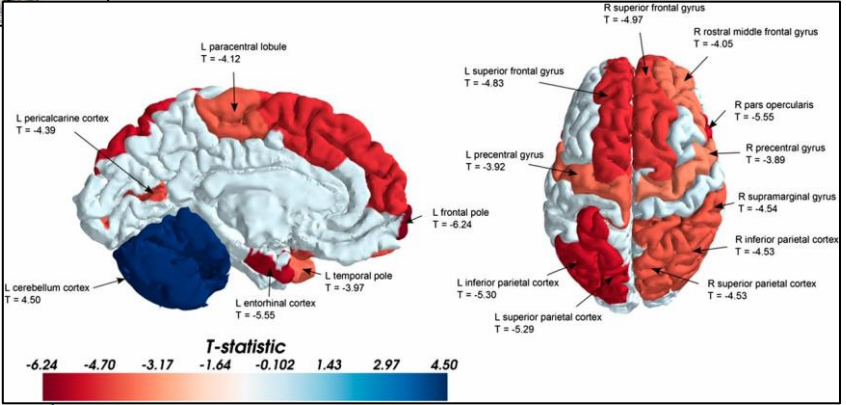 L paracentral lobule
T = -4.12
L pericalcarine cortex
T = -4.39
L frontal pole
T = -6.24
L temporal pole
T = -3.97
L entorhinal cortex
T = -5.55
L cerebellum cortex
T = 4.50
R superior frontal gyrus
T = -4.97
R rostral middle frontal gyrus
T = -4.05
L superior frontal gyrus
T = -4.83
R pars opercularis
T = -5.55
L precentral gyrus
T = -3.92
R precentral gyrus
T = -3.89
R supramarginal gyrus
T = -4.54
R inferior parietal cortex
T = -4.53
L inferior parietal cortex
T = -5.30
R superior parietal cortex
T = -4.53
L superior parietal cortex
T = -5.29
T-statistic
-6.24 -4.70 -3.17 -1.64 -0.102 1.43 2.97 4.50